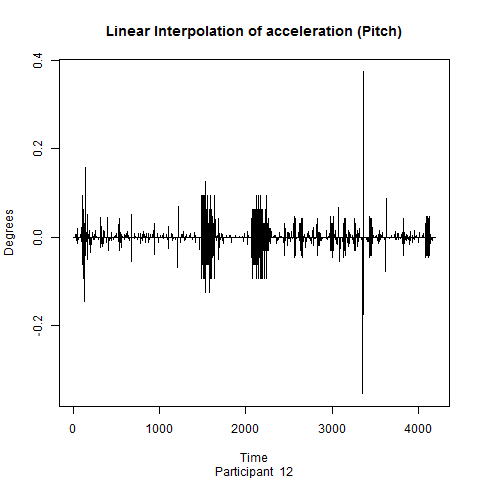 Linear Interpolation of acceleration (Pitch)
0.4
0.2
0.0
-0.2
Degrees
0 1000 2000 3000 4000
Time
Participant 12